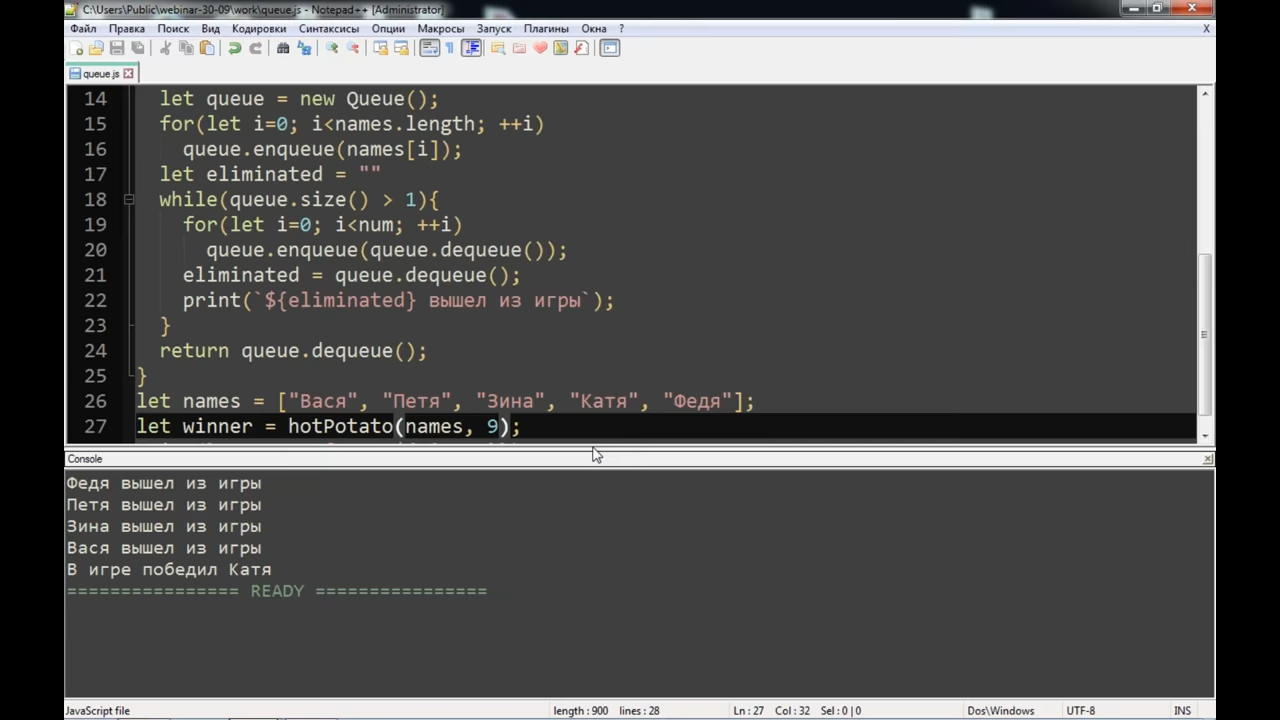 C:\Users\Public\webinar-30-09\work\queue.js - Notepad++ [Administrator]
Файл Правка Поиск Вид Кодировки Синтаксисы Опции Макросы Запуск Плагины Окна ? X
queue.js
14 let queue = new Queue();
15 for(let i=0; i<names.length; ++i)
16 queue.enqueue(names[i]);
17 let eliminated = ""
18 while(queue.size() > 1){
19 for(let i=0; i<num; ++i)
20 queue.enqueue(queue.dequeue());
21 eliminated = queue.dequeue();
22 print(`${eliminated} вышел из игры`);
23 }
24 return queue.dequeue();
25 }
26 let names = ["Вася", "Петя", "Зина", "Катя", "Федя"];
27 let winner = hotPotato(names, 9);
Console
Федя вышел из игры
Петя вышел из игры
Зина вышел из игры
Вася вышел из игры
В игре победил Катя
================ READY ================
JavaScript file length : 900 lines : 28 Ln : 27 Col : 32 Sel : 0 | 0 Dos\Windows UTF-8 INS